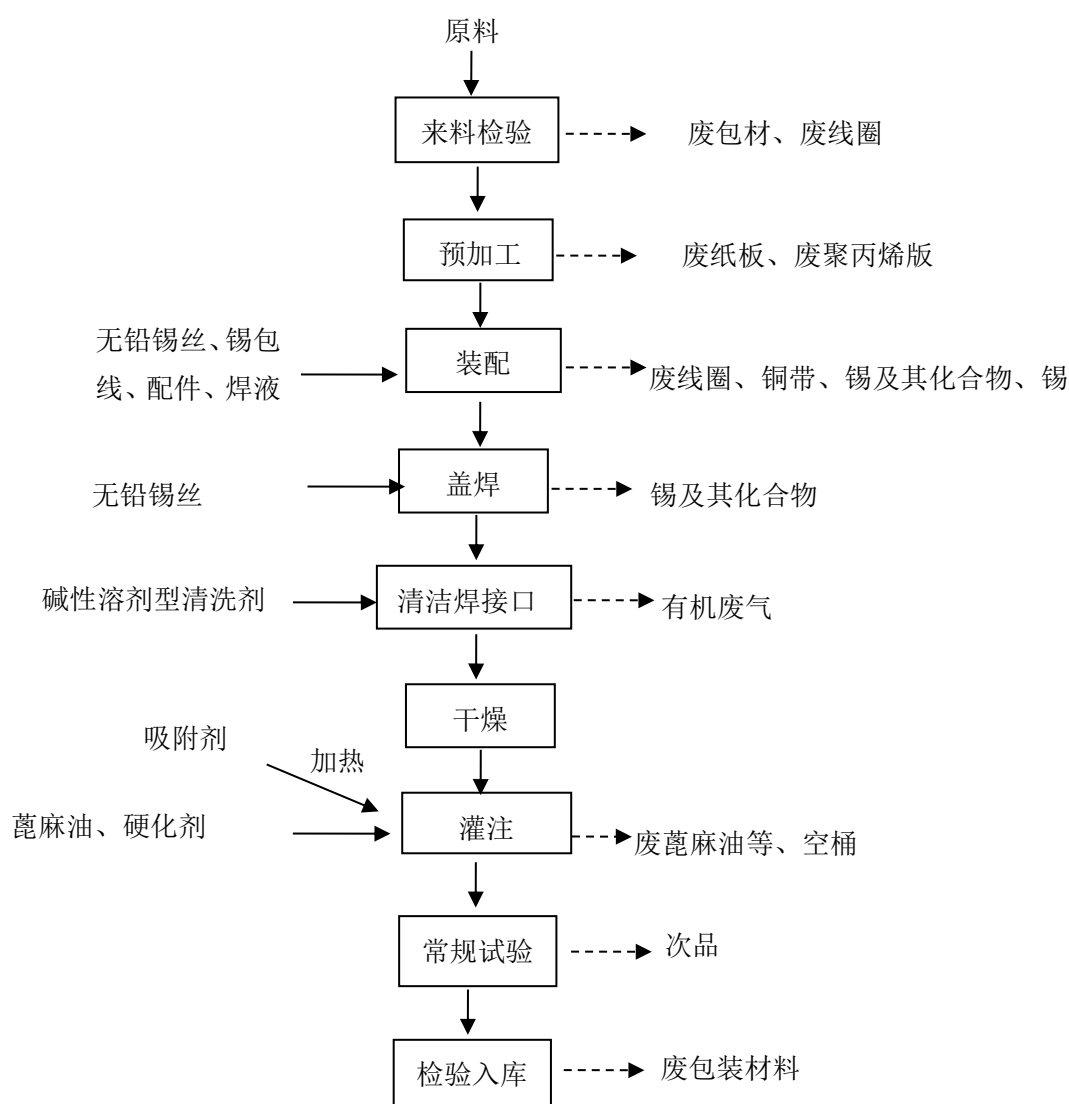 原料
来料检验
废包材、废线圈
预加工
废纸板、废聚丙烯版
无铅锡丝、锡包
线、配件、焊液
装配
废线圈、铜带、锡及其化合物、锡
无铅锡丝
盖焊
锡及其化合物
碱性溶剂型清洗剂
清洁焊接口
有机废气
干燥
吸附剂
加热
蓖麻油、硬化剂
灌注
废蓖麻油等、空桶
常规试验
次品
检验入库
废包装材料